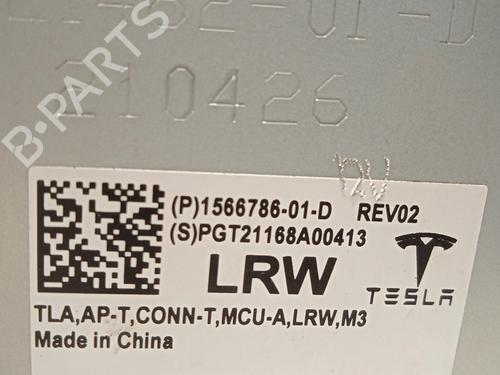 210426
(P)1566786-01-D REV02
(S)PGT21168A00413
LRW
TESLA
TLA,AP-T,CONN-T,MCU-A,LRW,M3
Made in China
B-PARTS